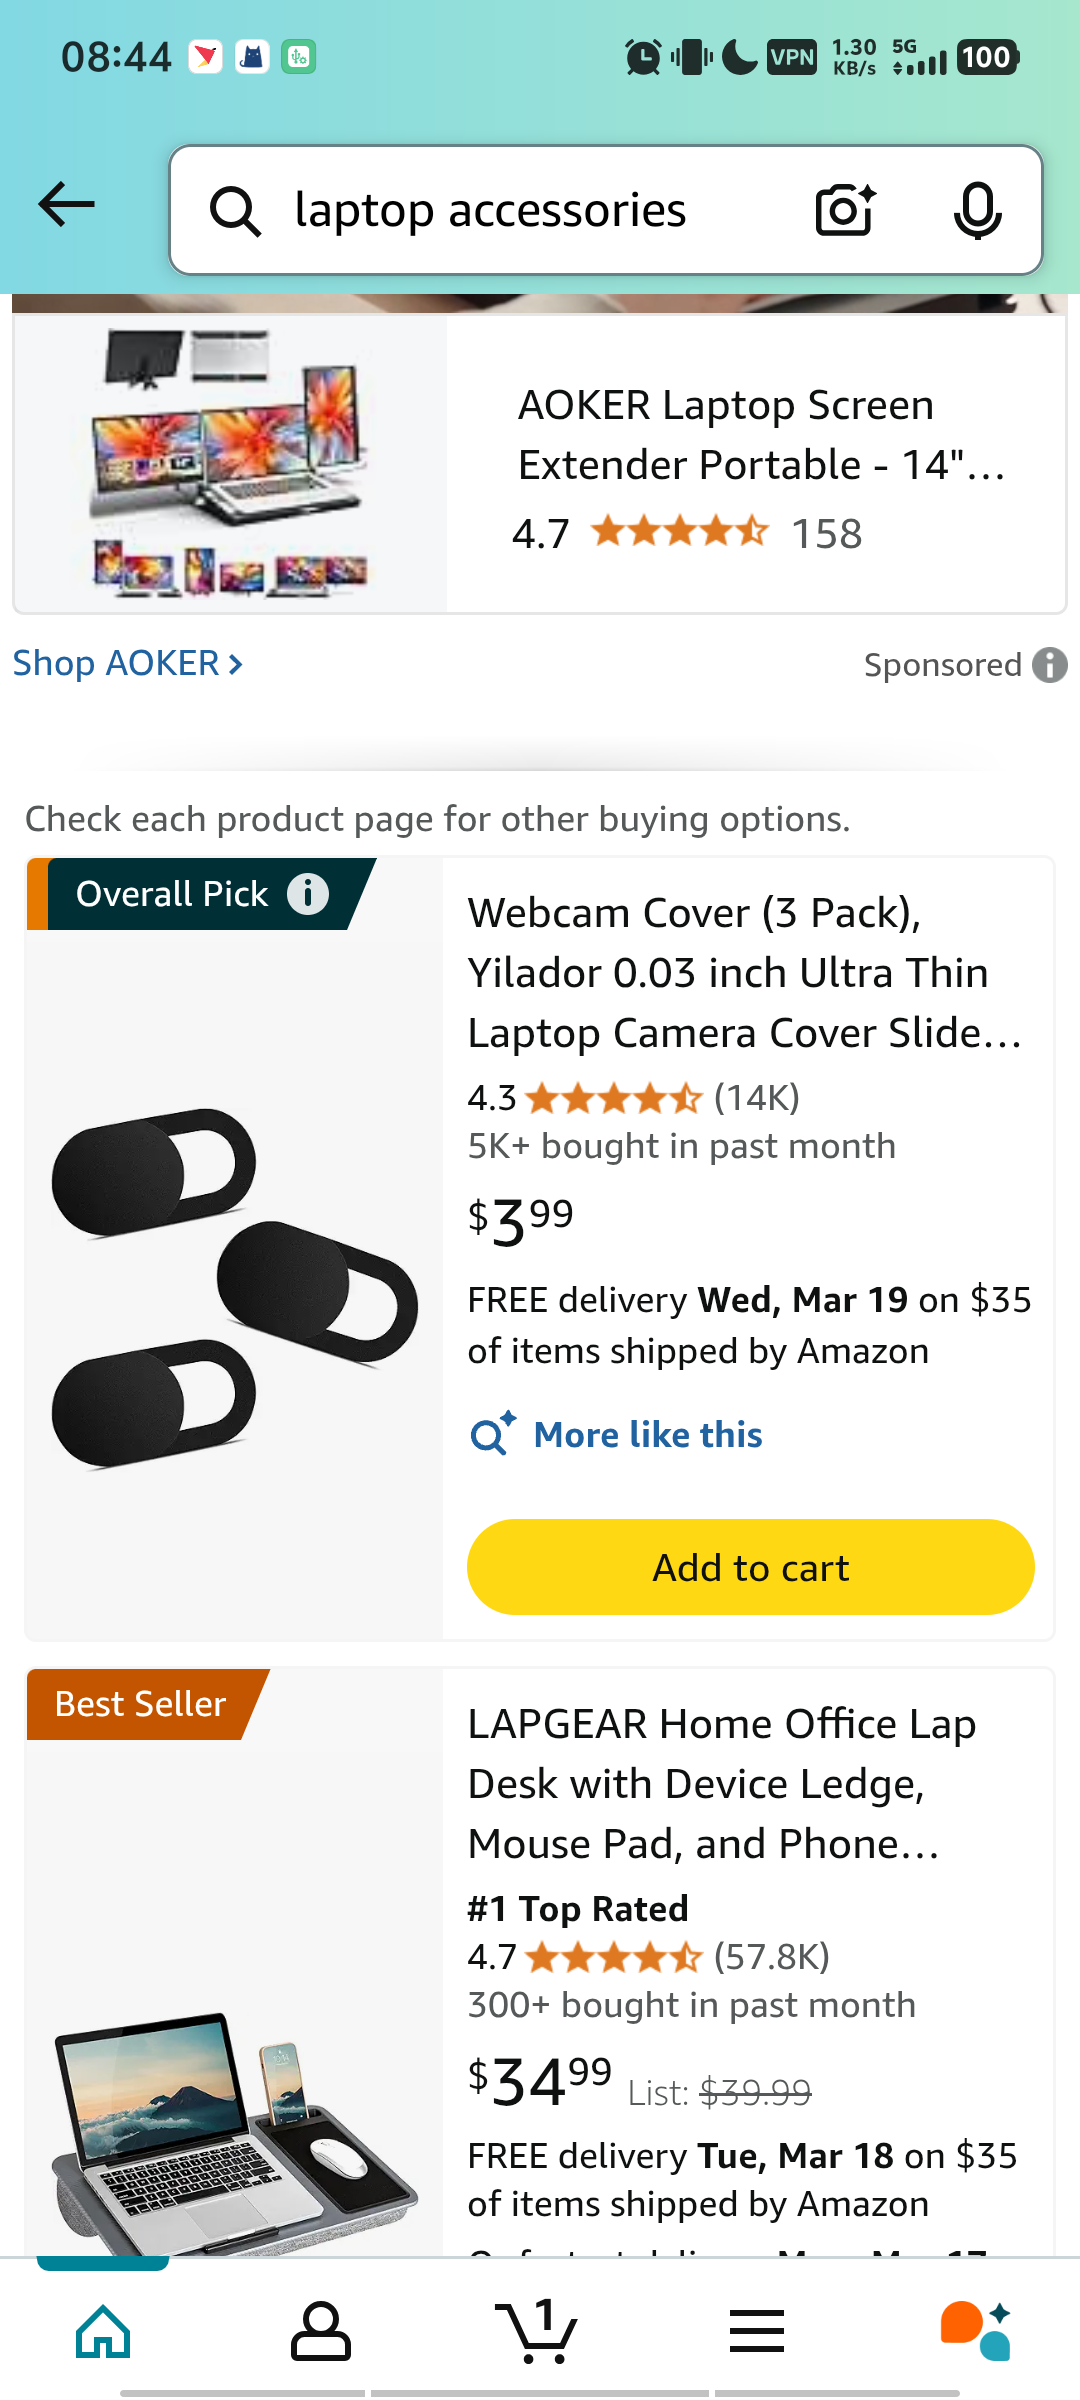 08:44
VPN
1.30
KB/s
5G
100
laptop accessories
AOKER Laptop Screen
Extender Portable - 14"...
4.7 158
Shop AOKER
Sponsored
Check each product page for other buying options.
Overall Pick
Webcam Cover (3 Pack),
Yilador 0.03 inch Ultra Thin
Laptop Camera Cover Slide...
4.3 (14K)
5K+ bought in past month
$3.99
FREE delivery Wed, Mar 19 on $35
of items shipped by Amazon
More like this
Add to cart
Best Seller
LAPGEAR Home Office Lap
Desk with Device Ledge,
Mouse Pad, and Phone...
#1 Top Rated
4.7 (57.8K)
300+ bought in past month
$34.99 List: $39.99
FREE delivery Tue, Mar 18 on $35
of items shipped by Amazon
1